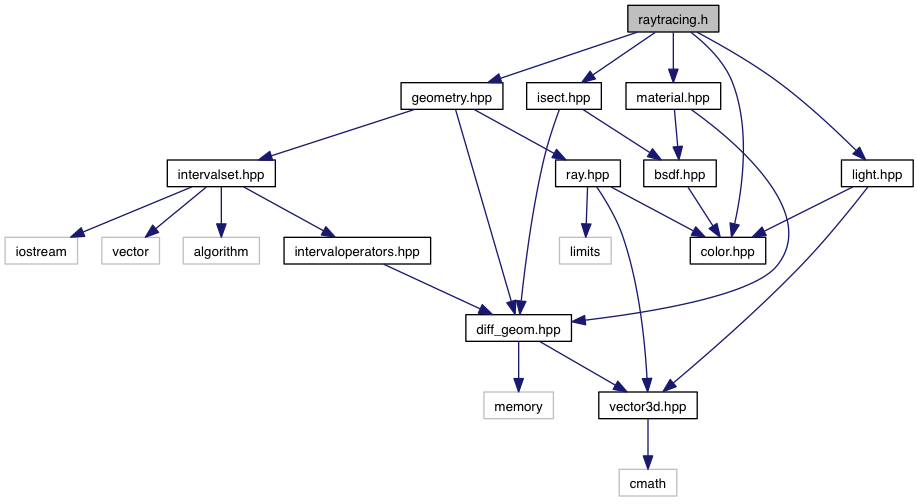 raytracing.h
geometry.hpp
isect.hpp
material.hpp
intervalset.hpp
ray.hpp
bsdf.hpp
light.hpp
iostream
vector
algorithm
intervaloperators.hpp
limits
color.hpp
diff_geom.hpp
memory
vector3d.hpp
cmath